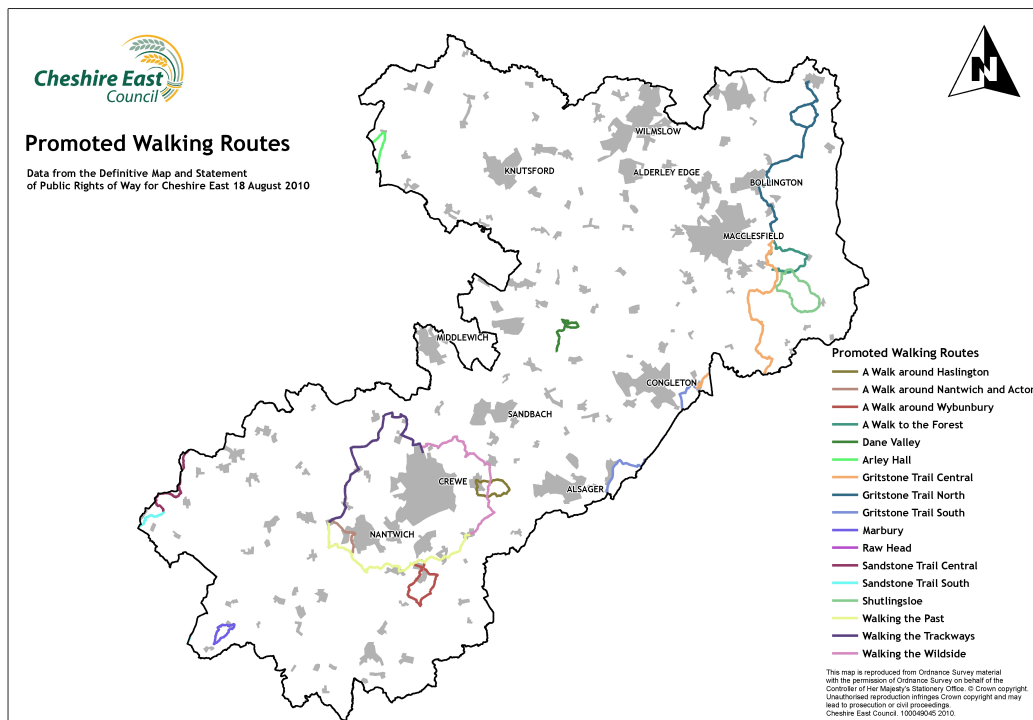 Cheshire East
Council
Promoted Walking Routes
Data from the Definitive Map and Statement
of Public Rights of Way for Cheshire East 18 August 2010
N
WILMSLOW
KNUTSFORD
ALDERLEY EDGE
BOLLINGTON
MACCLESFIELD
MIDDLEWICH
CONGLETON
SANDBACH
CREWE
ALSAGER
NANTWICH
Promoted Walking Routes
A Walk around Haslington
A Walk around Nantwich and Acton
A Walk around Wybunbury
A Walk to the Forest
Dane Valley
Arley Hall
Gritstone Trail Central
Gritstone Trail North
Gritstone Trail South
Marbury
Raw Head
Sandstone Trail Central
Sandstone Trail South
Shutlingsloe
Walking the Past
Walking the Trackways
Walking the Wildside
This map is reproduced from Ordnance Survey material
with the permission of Ordnance Survey on behalf of the
Controller of Her Majesty's Stationery Office. © Crown copyright.
Unauthorised reproduction infringes Crown copyright and may
lead to prosecution or civil proceedings.
Cheshire East Council. 100049045 2010.